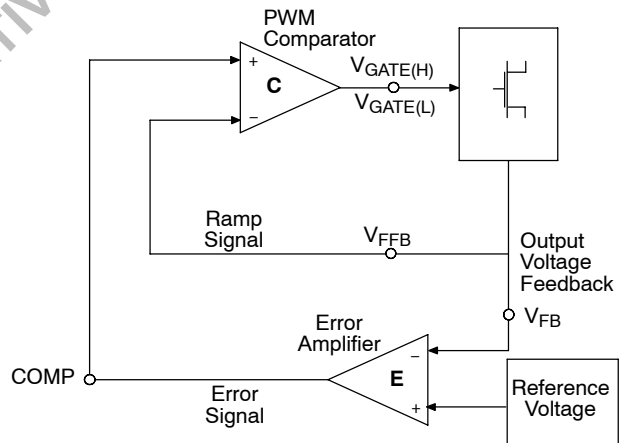 PWM
Comparator
+
C
−
VGATE(H)
VGATE(L)
Ramp
Signal
VFFB
Output
Voltage
Feedback
VFB
Error
Amplifier
−
E
+
COMP
Error
Signal
Reference
Voltage